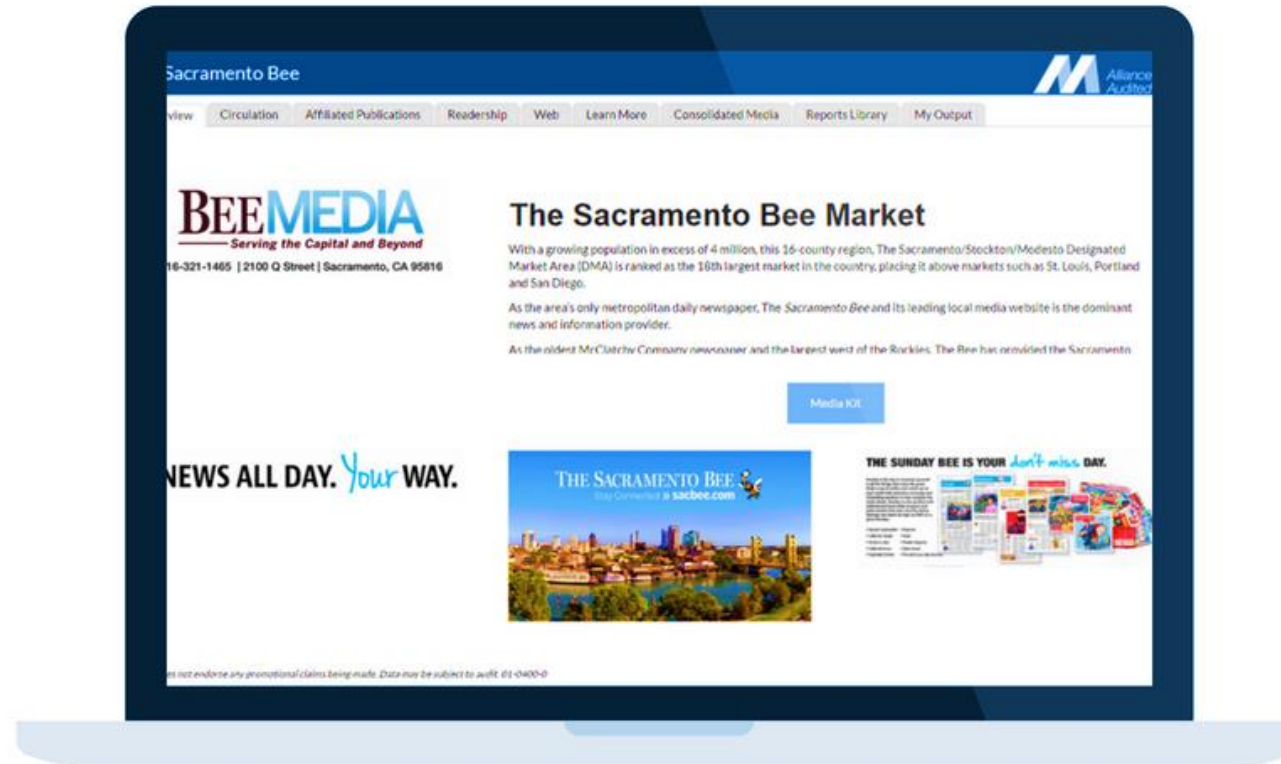 Sacramento Bee
Alliance
Audited
view Circulation Affiliated Publications Readership Web Learn More Consolidated Media Reports Library My Output
BEEMEDIA
Serving the Capital and Beyond
16-321-1465 | 2100 Q Street | Sacramento, CA 95816
The Sacramento Bee Market
With a growing population in excess of 4 million, this 16-county region, The Sacramento/Stockton/Modesto Designated
Market Area (DMA) is ranked as the 16th largest market in the country, placing it above markets such as St. Louis, Portland
and San Diego.
As the area's only metropolitan daily newspaper, The Sacramento Bee and its leading local media website is the dominant
news and information provider.
As the oldest McClatchy Company newspaper and the largest west of the Rockies, The Bee has provided the Sacramento
Media Kit
NEWS ALL DAY. Your WAY.
THE SACRAMENTO BEE
Stay Connected » sacbee.com
THE SUNDAY BEE IS YOUR don't miss DAY.
es not endorse any promotional claims being made. Data may be subject to audit. 01-0400-0